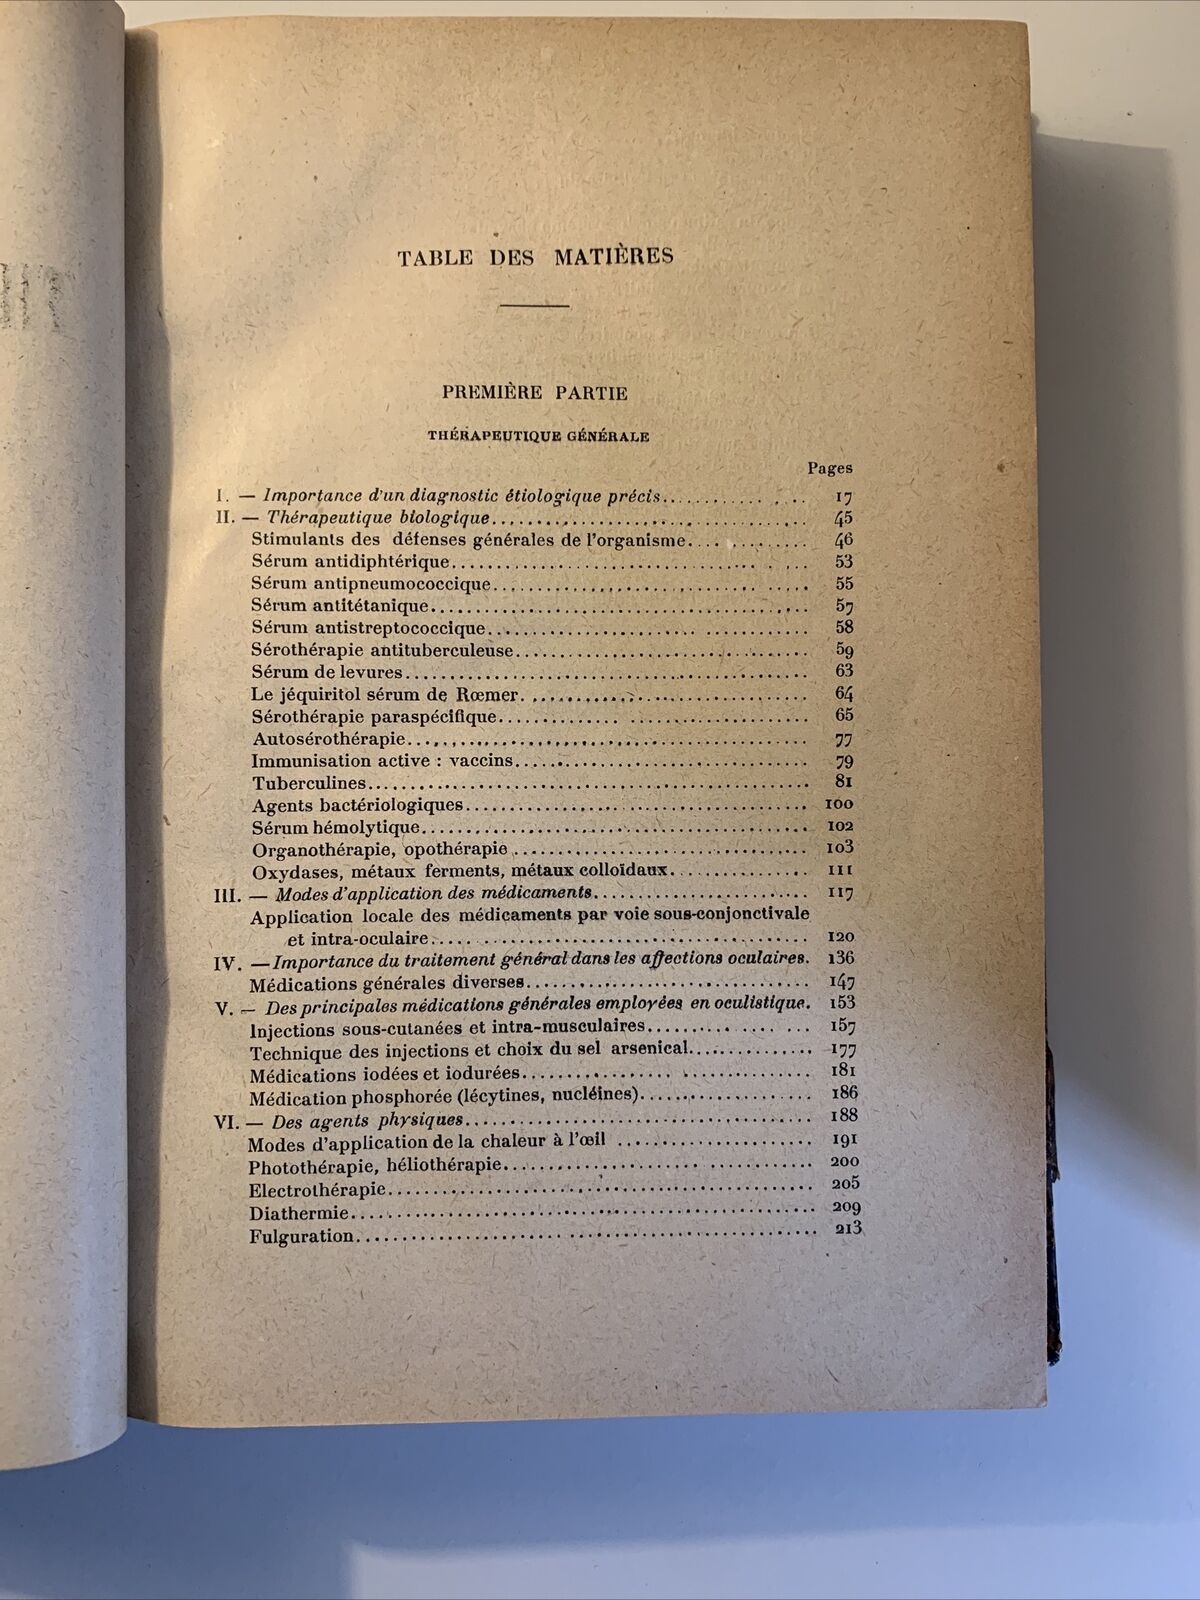 TABLE DES MATIÈRES
PREMIÈRE PARTIE
THÉRAPEUTIQUE GÉNÉRALE
Pages
I. — Importance d'un diagnostic étiologique précis.................... 17
II. — Thérapeutique biologique.................... 45
Stimulants des défenses générales de l'organisme.................... 46
Sérum antidiphtérique.................... 53
Sérum antipneumococcique.................... 55
Sérum antitétanique.................... 57
Sérum antistreptococcique.................... 58
Sérothérapie antituberculeuse.................... 59
Sérum de levures.................... 63
Le jéquiritol sérum de Rœmer.................... 64
Sérothérapie paraspécifique.................... 65
Autosérothérapie.................... 77
Immunisation active : vaccins.................... 79
Tuberculines.................... 81
Agents bactériologiques.................... 100
Sérum hémolytique.................... 102
Organothérapie, opothérapie.................... 103
Oxydases, métaux ferments, métaux colloïdaux.................... 111
III. — Modes d'application des médicaments.................... 117
Application locale des médicaments par voie sous-conjonctivale
et intra-oculaire.................... 120
IV. — Importance du traitement général dans les affections oculaires. 136
Médications générales diverses.................... 147
V. — Des principales médications générales employées en oculistique. 153
Injections sous-cutanées et intra-musculaires.................... 157
Technique des injections et choix du sel arsenical.................... 177
Médications iodées et iodurées.................... 181
Médication phosphorée (lécytines, nucléines).................... 186
VI. — Des agents physiques.................... 188
Modes d'application de la chaleur à l'œil .................... 191
Photothérapie, héliothérapie.................... 200
Electrothérapie.................... 205
Diathermie.................... 209
Fulguration.................... 213